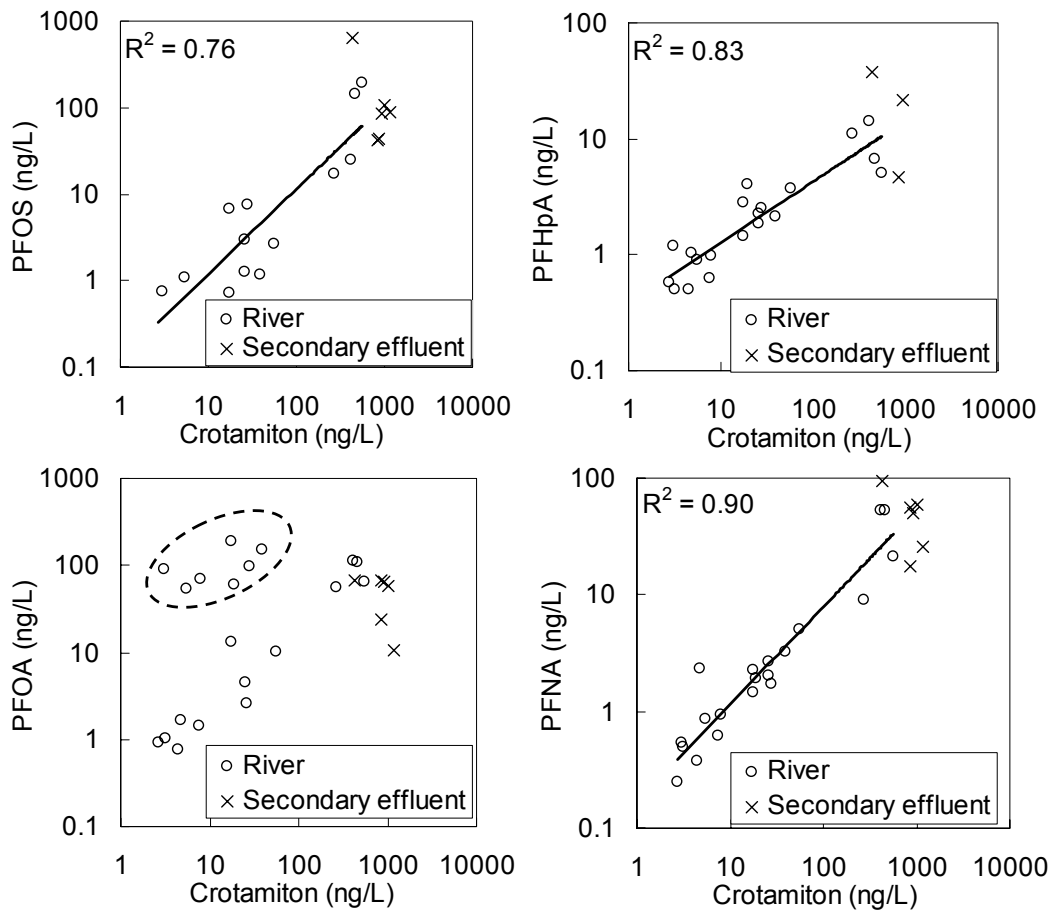 1000
100
10
1
0.1
PFOS (ng/L)
R² = 0.76
River
Secondary effluent
1 10 100 1000 10000
Crotamiton (ng/L)
100
10
1
0.1
PFHpA (ng/L)
R² = 0.83
River
Secondary effluent
1 10 100 1000 10000
Crotamiton (ng/L)
1000
100
10
1
0.1
PFOA (ng/L)
River
Secondary effluent
1 10 100 1000 10000
Crotamiton (ng/L)
100
10
1
0.1
PFNA (ng/L)
R² = 0.90
River
Secondary effluent
1 10 100 1000 10000
Crotamiton (ng/L)